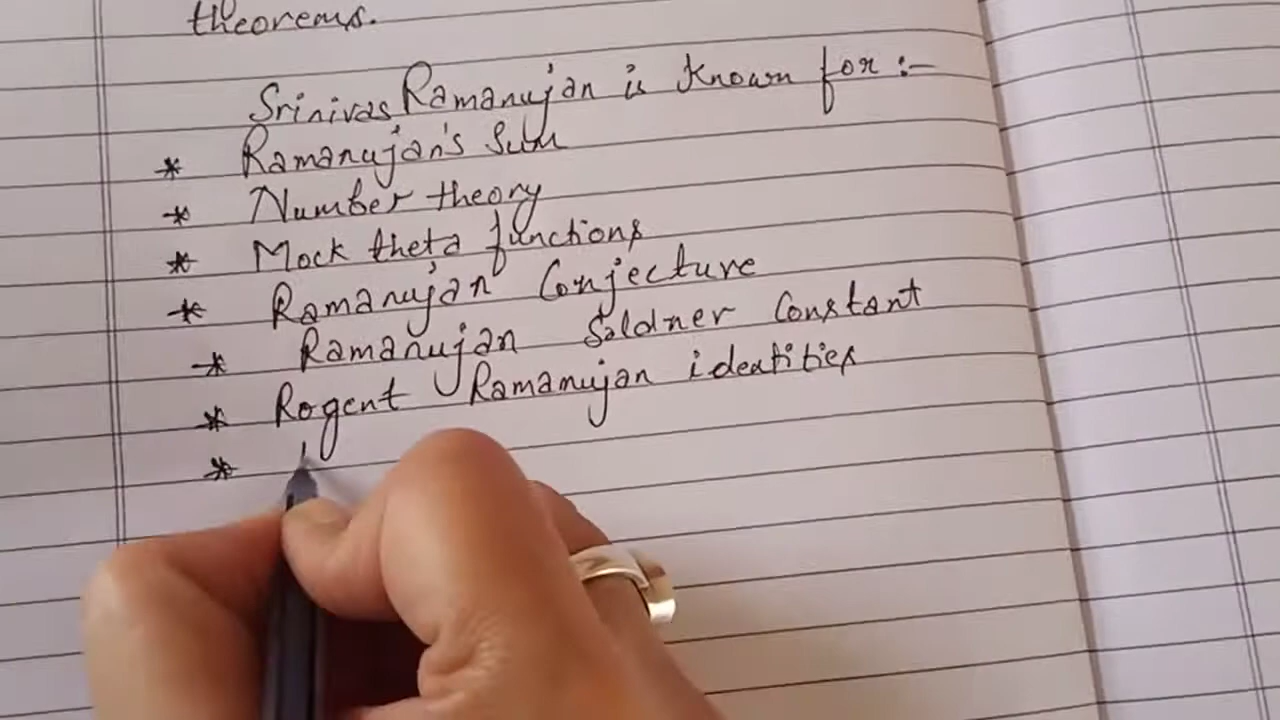 theorems.
Srinivas Ramanujan is known for :-
* Ramanujan's Sum
* Number theory
* Mock theta functions
* Ramanujan Conjecture
* Ramanujan Soldner Constant
* Rogent Ramanujan identities
*